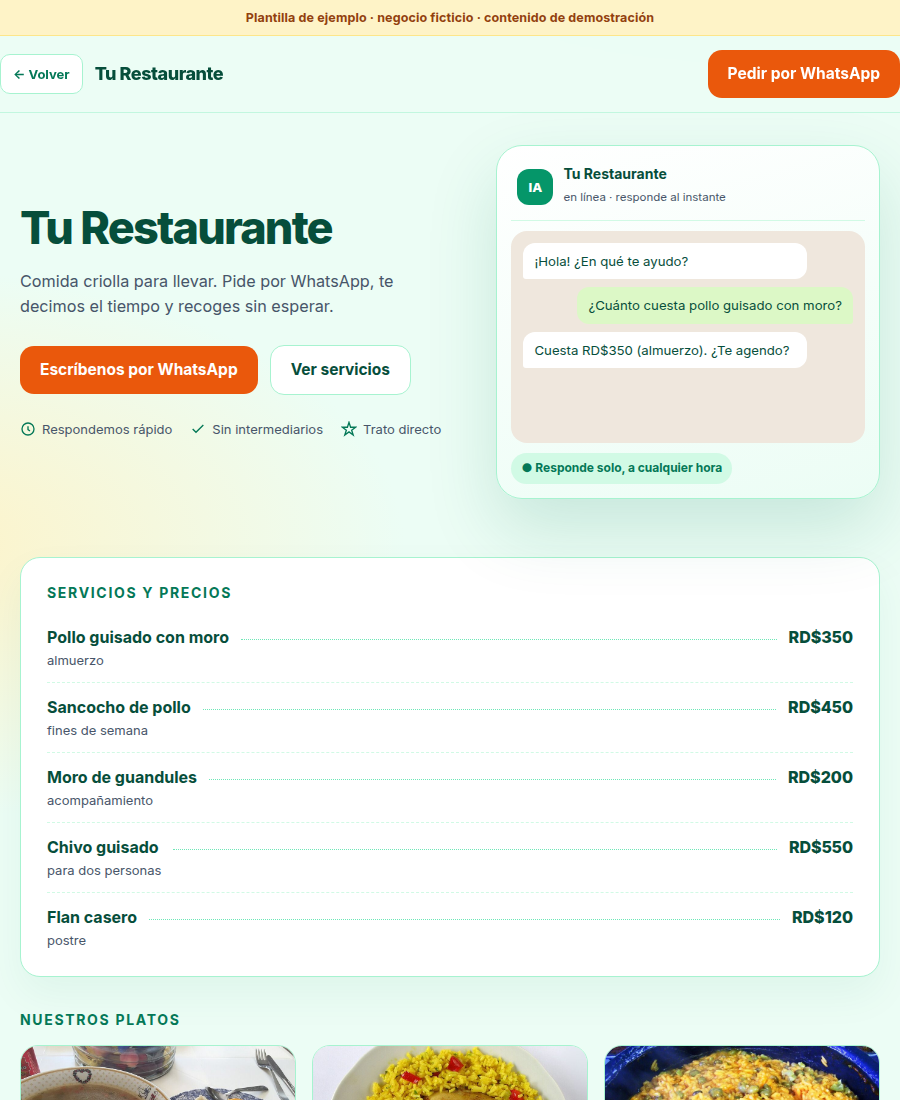 Plantilla de ejemplo · negocio ficticio · contenido de demostración
← Volver
Tu Restaurante
Pedir por WhatsApp
Tu Restaurante
Comida criolla para llevar. Pide por WhatsApp, te
decimos el tiempo y recoges sin esperar.
Escríbenos por WhatsApp
Ver servicios
Respondemos rápido
Sin intermediarios
Trato directo
IA
Tu Restaurante
en línea · responde al instante
¡Hola! ¿En qué te ayudo?
¿Cuánto cuesta pollo guisado con moro?
Cuesta RD$350 (almuerzo). ¿Te agendo?
● Responde solo, a cualquier hora
SERVICIOS Y PRECIOS
Pollo guisado con moro RD$350
almuerzo
Sancocho de pollo RD$450
fines de semana
Moro de guandules RD$200
acompañamiento
Chivo guisado RD$550
para dos personas
Flan casero RD$120
postre
NUESTROS PLATOS